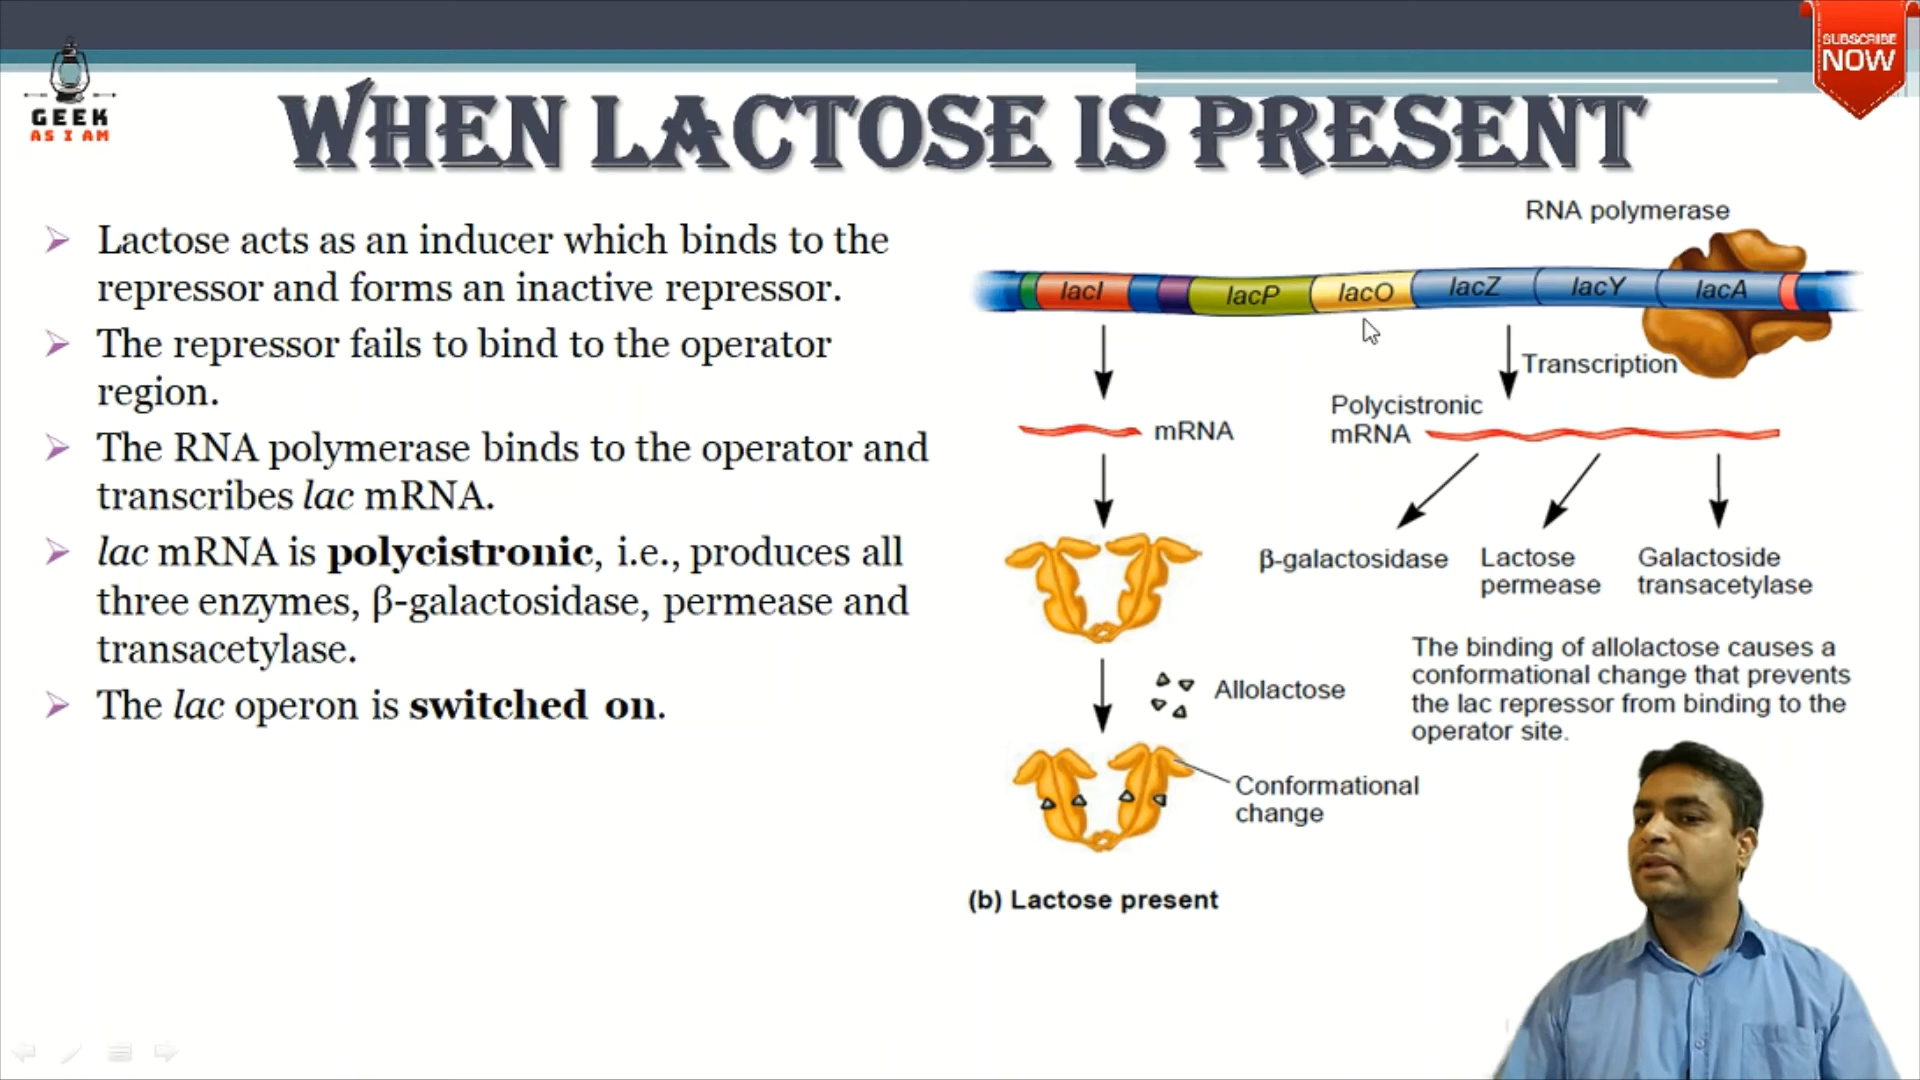 SUBSCRIBE
NOW
GEEK
AS I AM
WHEN LACTOSE IS PRESENT
Lactose acts as an inducer which binds to the
repressor and forms an inactive repressor.
The repressor fails to bind to the operator
region.
The RNA polymerase binds to the operator and
transcribes lac mRNA.
lac mRNA is polycistronic, i.e., produces all
three enzymes, β-galactosidase, permease and
transacetylase.
The lac operon is switched on.
RNA polymerase
lacI lacP lacO lacZ lacY lacA
Transcription
mRNA
Polycistronic
mRNA
β-galactosidase
Lactose
permease
Galactoside
transacetylase
Allolactose
The binding of allolactose causes a
conformational change that prevents
the lac repressor from binding to the
operator site.
Conformational
change
(b) Lactose present